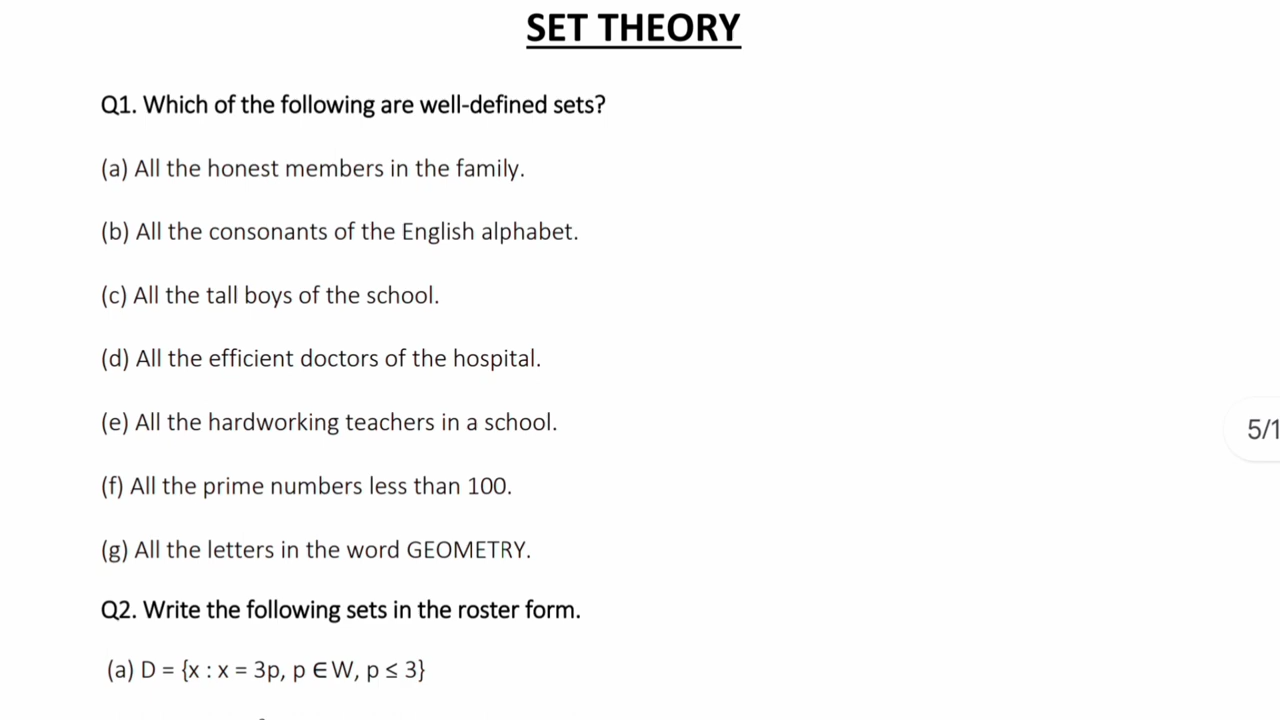 SET THEORY
Q1. Which of the following are well-defined sets?
(a) All the honest members in the family.
(b) All the consonants of the English alphabet.
(c) All the tall boys of the school.
(d) All the efficient doctors of the hospital.
(e) All the hardworking teachers in a school.
5/1
(f) All the prime numbers less than 100.
(g) All the letters in the word GEOMETRY.
Q2. Write the following sets in the roster form.
(a) D = {x : x = 3p, p ∈ W, p ≤ 3}